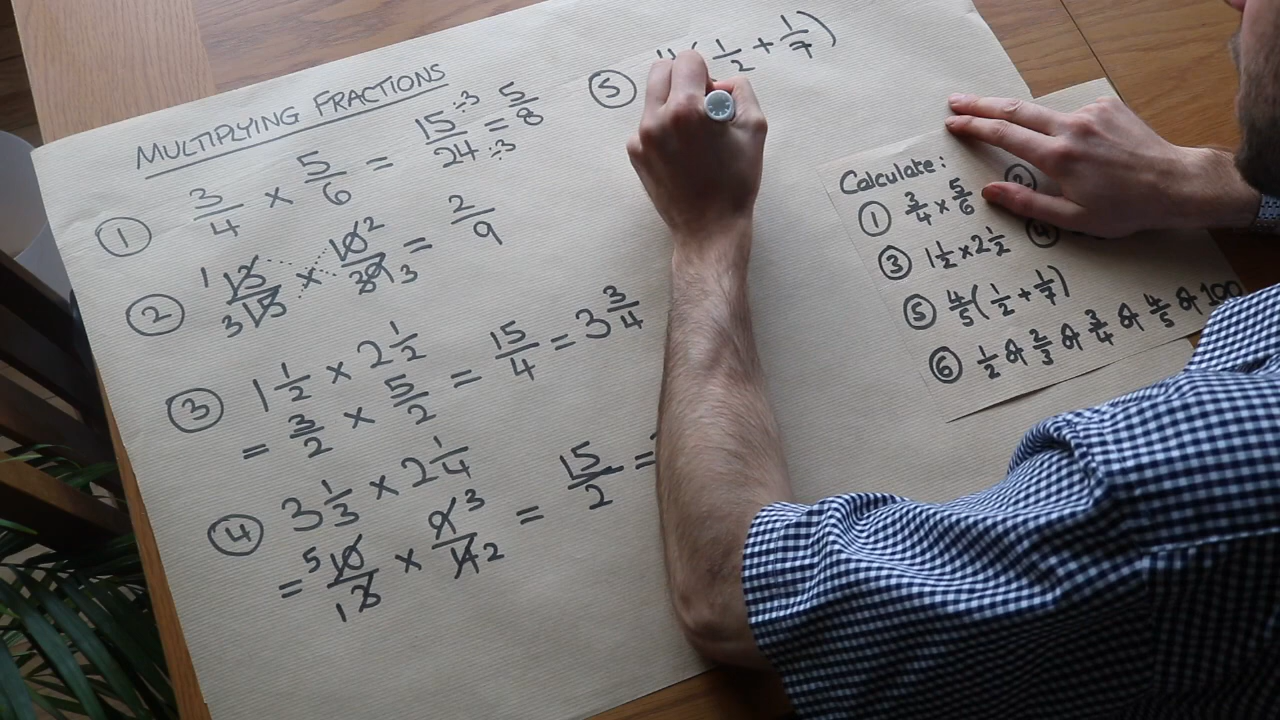 MULTIPLYING FRACTIONS
① 3/4 × 5/6 = 15/24 ÷3 ÷3 = 5/8
② 1 13/15 3 × 10/39 2 3 = 2/9
③ 1 1/2 × 2 1/2
= 3/2 × 5/2 = 15/4 = 3 3/4
④ 3 1/3 × 2 1/4
= 5 10/3 1 × 9/4 3 2 = 15/2 =
⑤ 4 ( 1/2 + 1/7 )
Calculate:
① 3/4 × 5/6 ②
③ 1 1/2 × 2 1/2 ④
⑤ 4/5 ( 1/2 + 1/7 )
⑥ 1/2 of 2/3 of 3/4 of 4/5 of 100